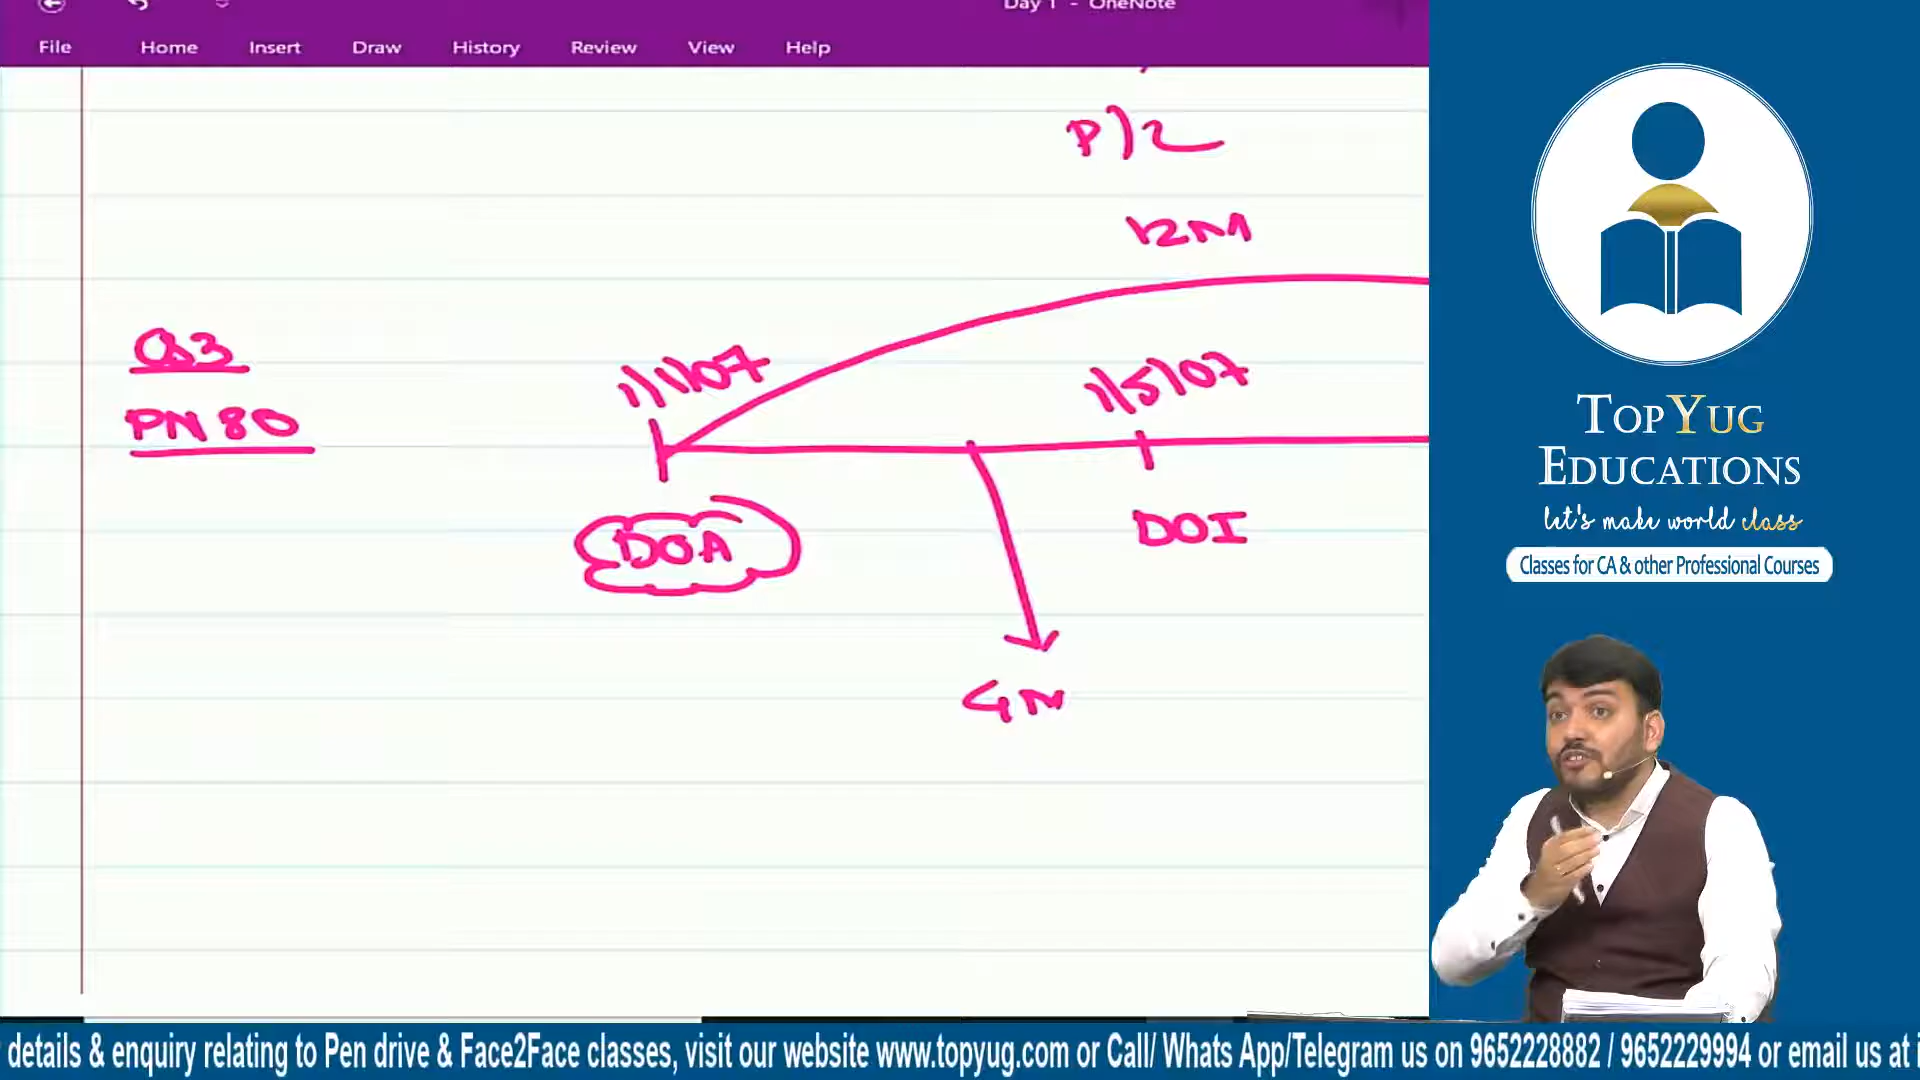 Day 1 - OneNote
File Home Insert Draw History Review View Help
P)2
12M
Q3
PN 80
1/1/07
1/5/07
DOA
DOI
4m
TOPYUG
EDUCATIONS
let's make world class
Classes for CA & other Professional Courses
details & enquiry relating to Pen drive & Face2Face classes, visit our website www.topyug.com or Call/ Whats App/Telegram us on 9652228882 / 9652229994 or email us at i